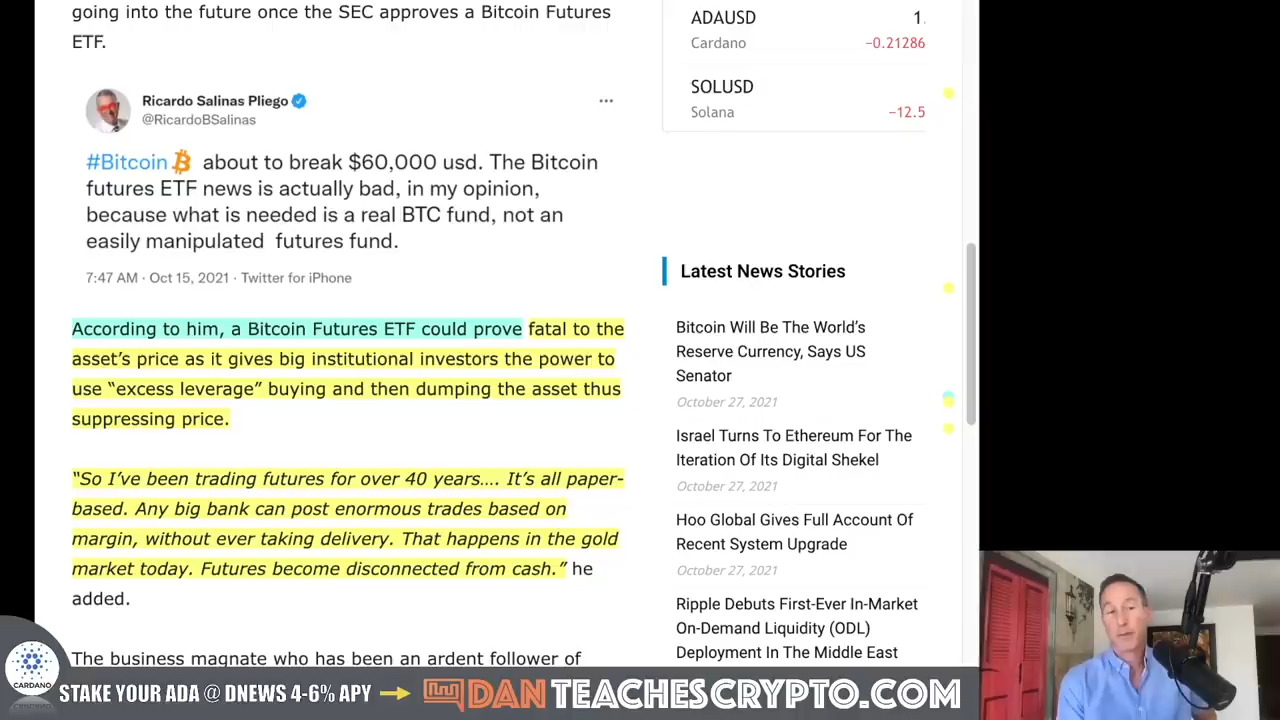 going into the future once the SEC approves a Bitcoin Futures
ETF.
Ricardo Salinas Pliego
@RicardoBSalinas
#Bitcoin about to break $60,000 usd. The Bitcoin
futures ETF news is actually bad, in my opinion,
because what is needed is a real BTC fund, not an
easily manipulated futures fund.
7:47 AM · Oct 15, 2021 · Twitter for iPhone
According to him, a Bitcoin Futures ETF could prove fatal to the
asset’s price as it gives big institutional investors the power to
use “excess leverage” buying and then dumping the asset thus
suppressing price.
“So I’ve been trading futures for over 40 years…. It’s all paper-
based. Any big bank can post enormous trades based on
margin, without ever taking delivery. That happens in the gold
market today. Futures become disconnected from cash.” he
added.
The business magnate who has been an ardent follower of
ADAUSD 1.
Cardano −0.21286
SOLUSD
Solana −12.5
Latest News Stories
Bitcoin Will Be The World’s
Reserve Currency, Says US
Senator
October 27, 2021
Israel Turns To Ethereum For The
Iteration Of Its Digital Shekel
October 27, 2021
Hoo Global Gives Full Account Of
Recent System Upgrade
October 27, 2021
Ripple Debuts First-Ever In-Market
On-Demand Liquidity (ODL)
Deployment In The Middle East
CARDANO
STAKE YOUR ADA @ DNEWS 4-6% APY
DANTEACHESCRYPTO.COM